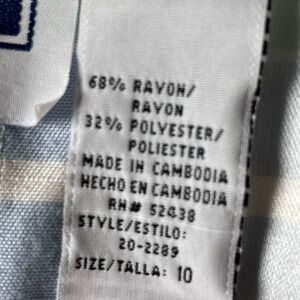 68% RAYON/
RAYON
32% POLYESTER/
POLIESTER
MADE IN CAMBODIA
HECHO EN CAMBODIA
RN# 52438
STYLE/ESTILO:
20-2289
SIZE/TALLA: 10